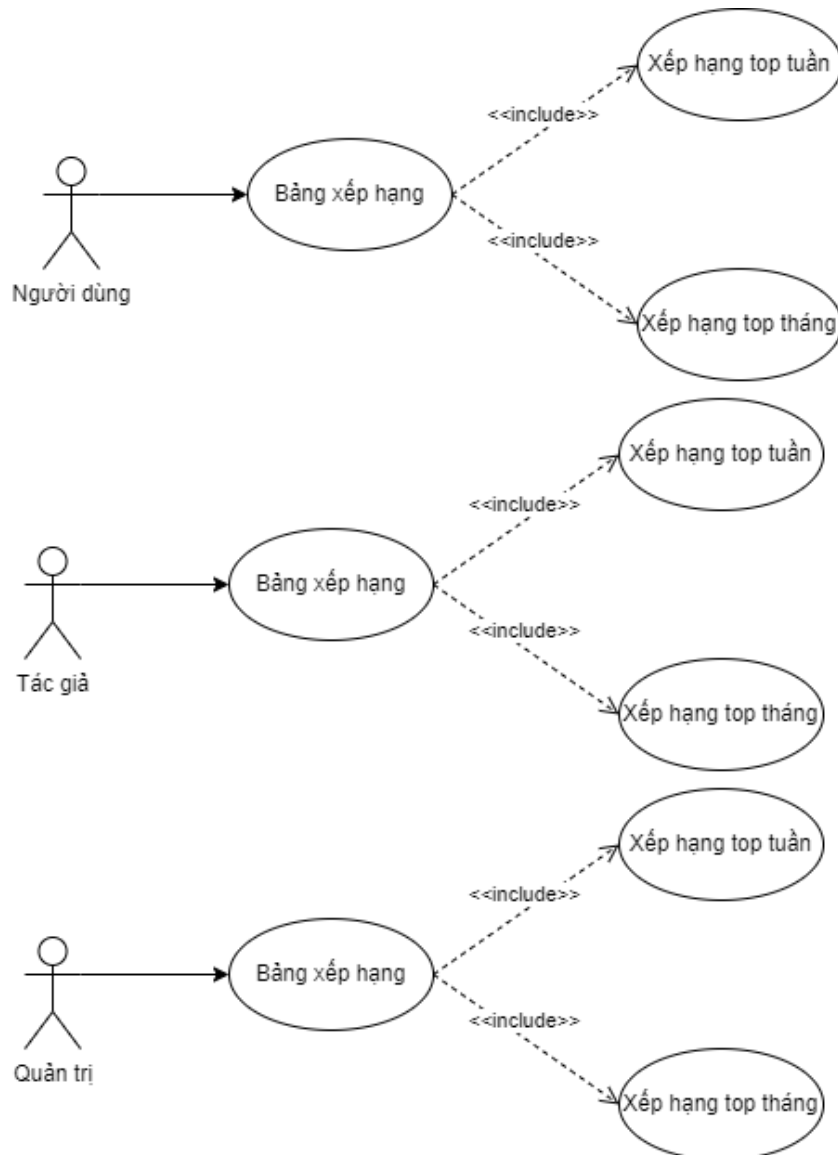 Xếp hạng top tuần
<<include>>
Bảng xếp hạng
<<include>>
Người dùng
Xếp hạng top tháng
Xếp hạng top tuần
<<include>>
Bảng xếp hạng
<<include>>
Tác giả
Xếp hạng top tháng
Xếp hạng top tuần
<<include>>
Bảng xếp hạng
<<include>>
Quản trị
Xếp hạng top tháng